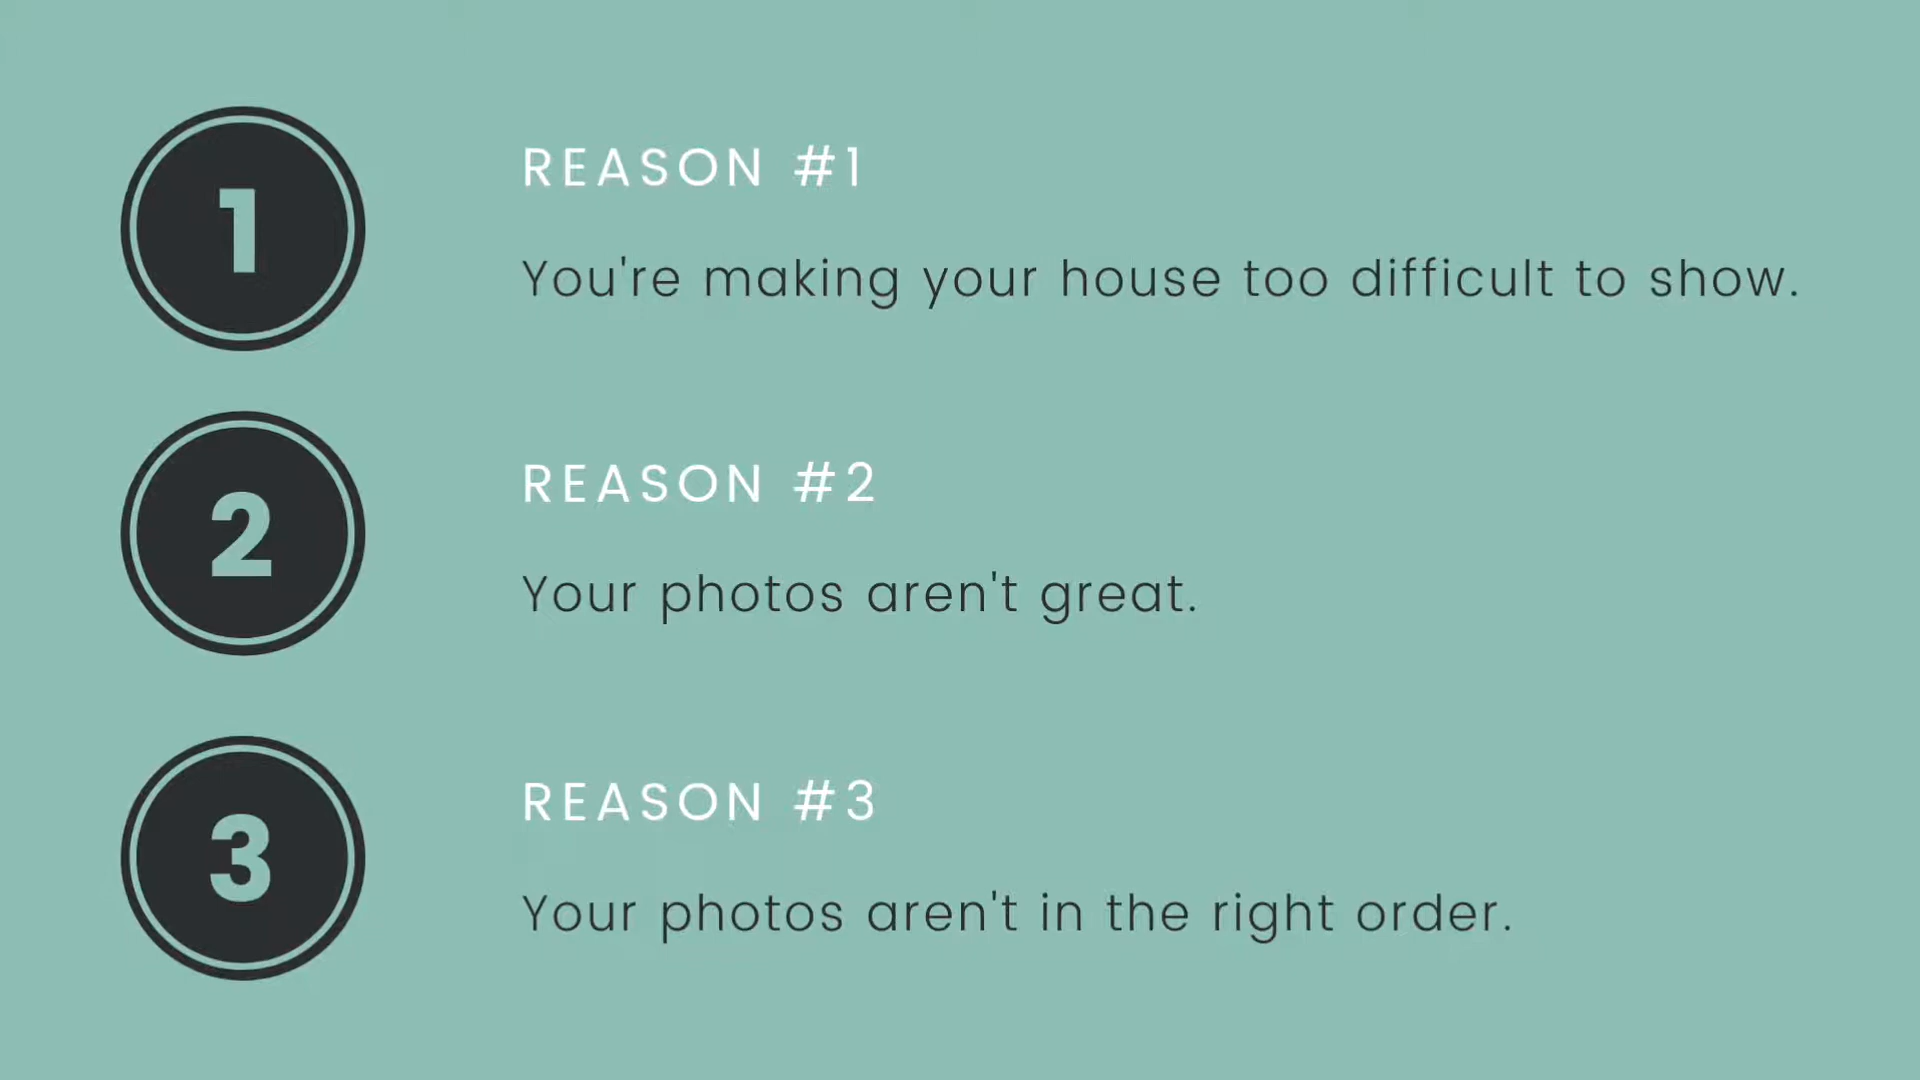 1
REASON #1
You're making your house too difficult to show.
2
REASON #2
Your photos aren't great.
3
REASON #3
Your photos aren't in the right order.